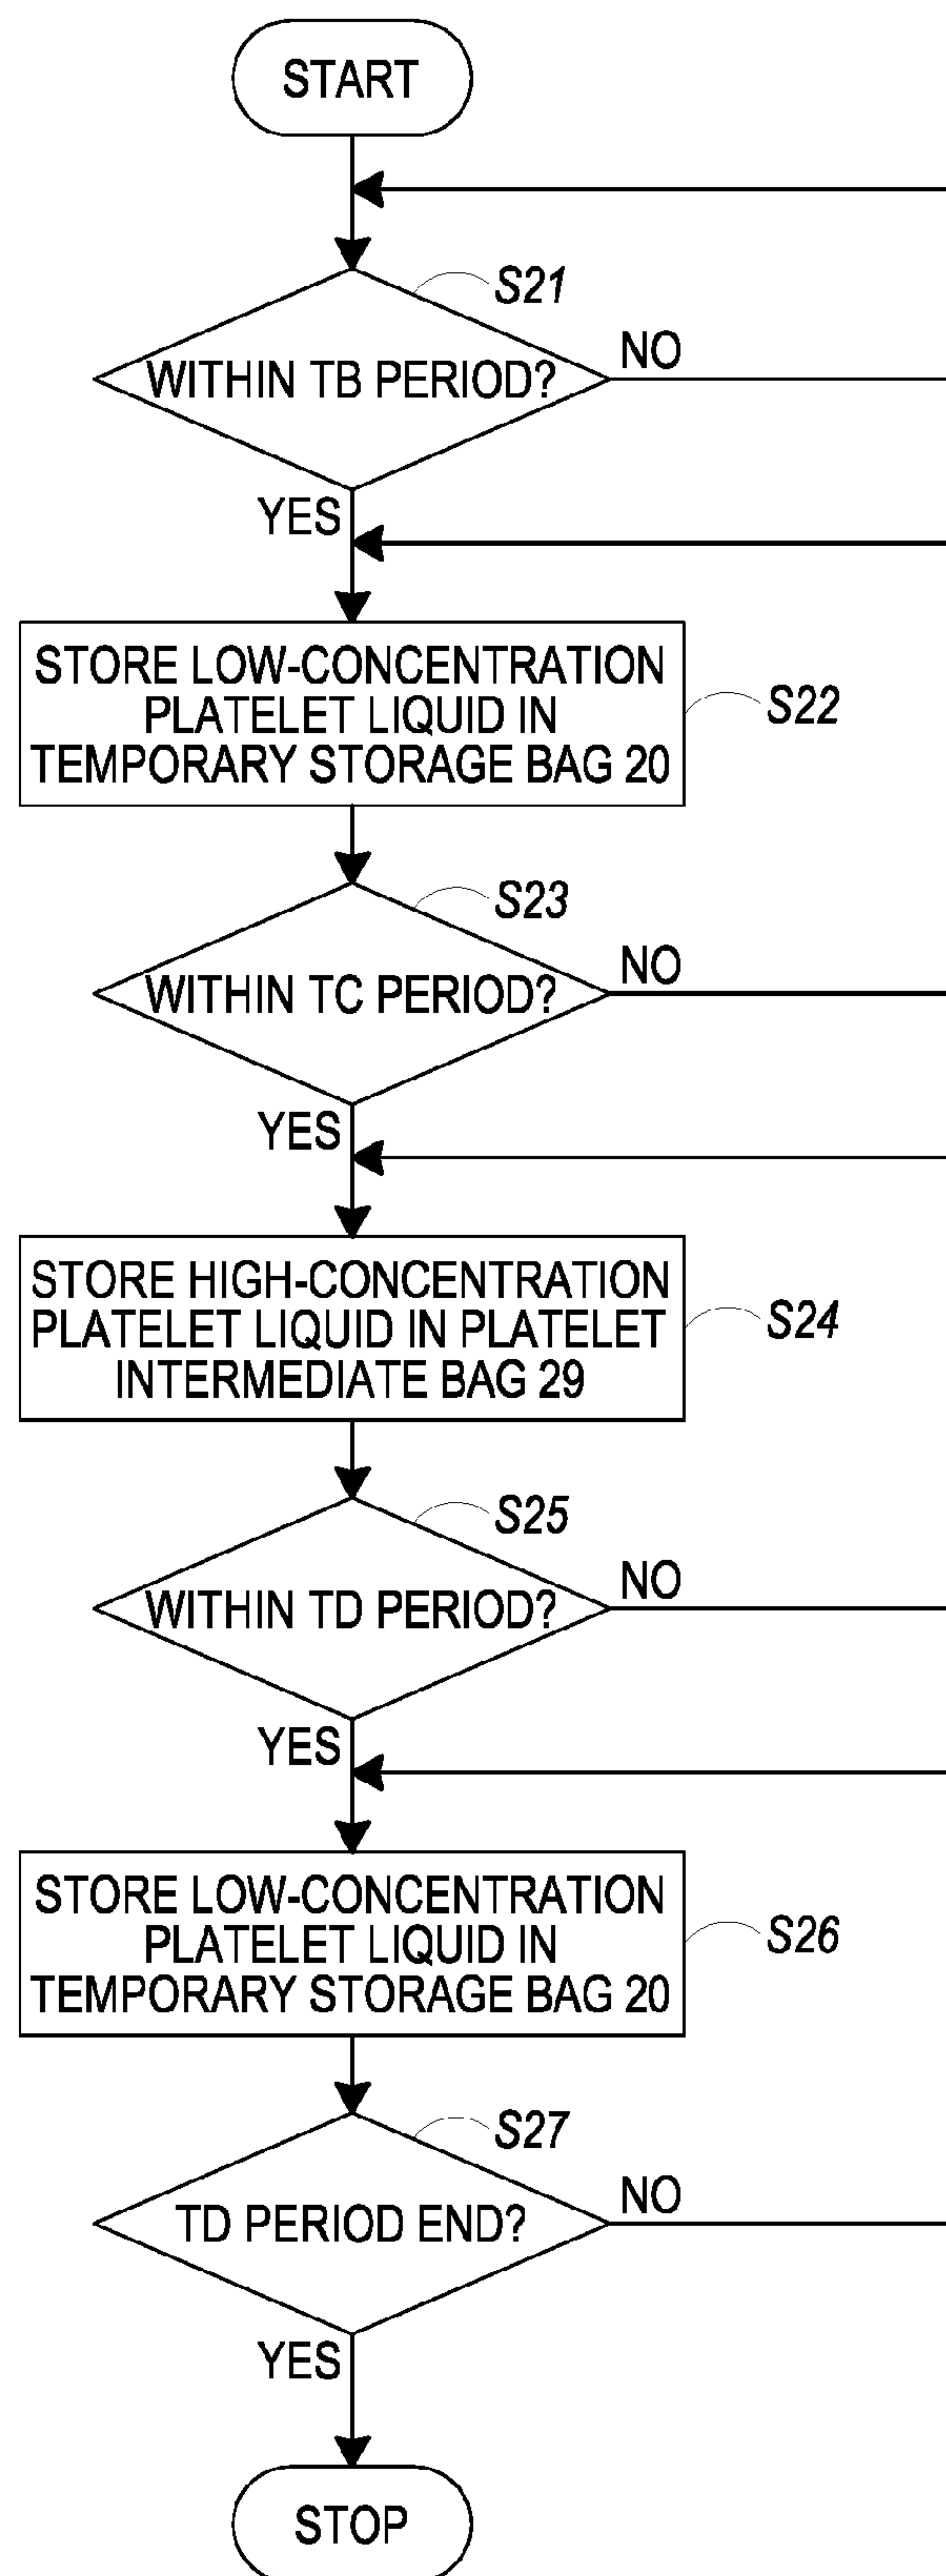 START
S21
WITHIN TB PERIOD?
NO
YES
STORE LOW-CONCENTRATION
PLATELET LIQUID IN
TEMPORARY STORAGE BAG 20
S22
S23
WITHIN TC PERIOD?
NO
YES
STORE HIGH-CONCENTRATION
PLATELET LIQUID IN PLATELET
INTERMEDIATE BAG 29
S24
S25
WITHIN TD PERIOD?
NO
YES
STORE LOW-CONCENTRATION
PLATELET LIQUID IN
TEMPORARY STORAGE BAG 20
S26
S27
TD PERIOD END?
NO
YES
STOP